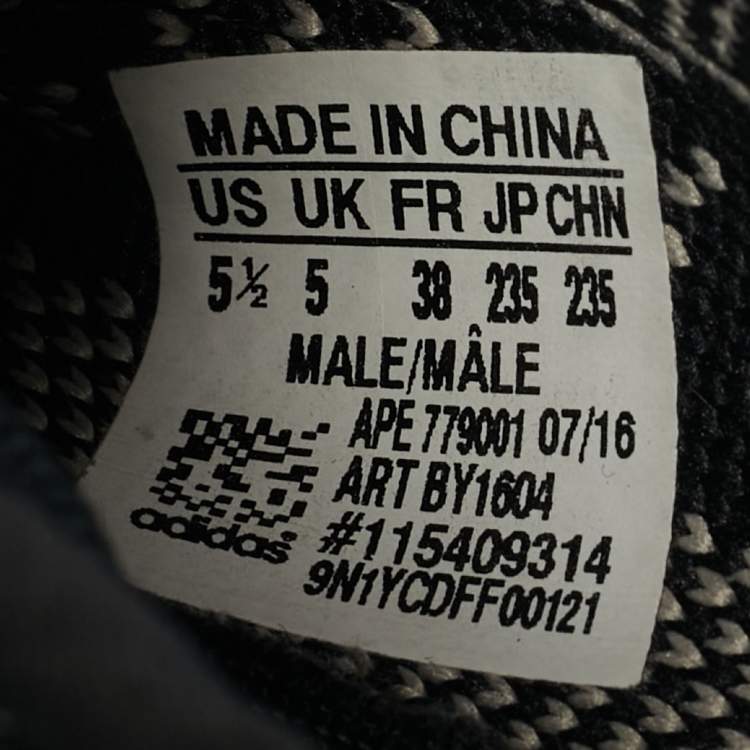 MADE IN CHINA
US UK FR JP CHN
5½ 5 38 235 235
MALE/MÂLE
APE 779001 07/16
ART BY1604
#115409314
9N1YCDFF00121
adidas